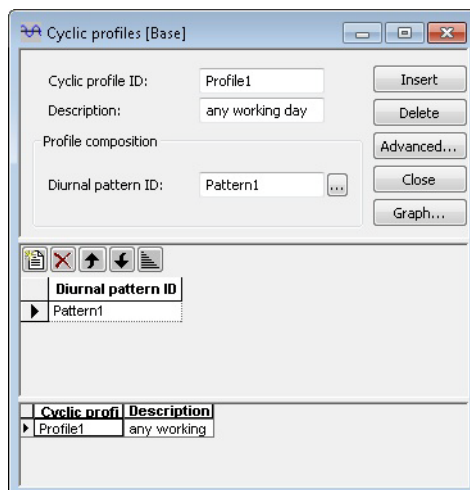 Cyclic profiles [Base]
Cyclic profile ID: Profile1 Insert
Description: any working day Delete
Profile composition Advanced...
Diurnal pattern ID: Pattern1 ... Close
Graph...
Diurnal pattern ID
Pattern1
Cyclic profi Description
Profile1 any working